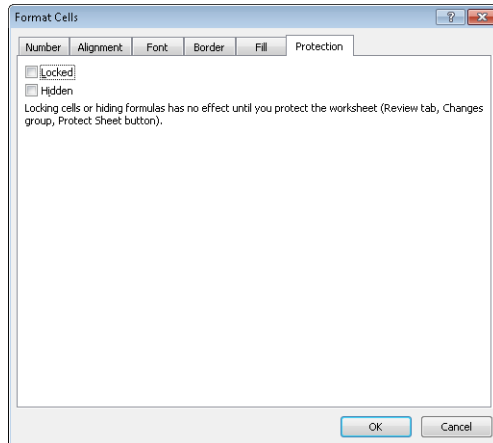 Format Cells
Number Alignment Font Border Fill Protection
Locked
Hidden
Locking cells or hiding formulas has no effect until you protect the worksheet (Review tab, Changes
group, Protect Sheet button).
OK Cancel